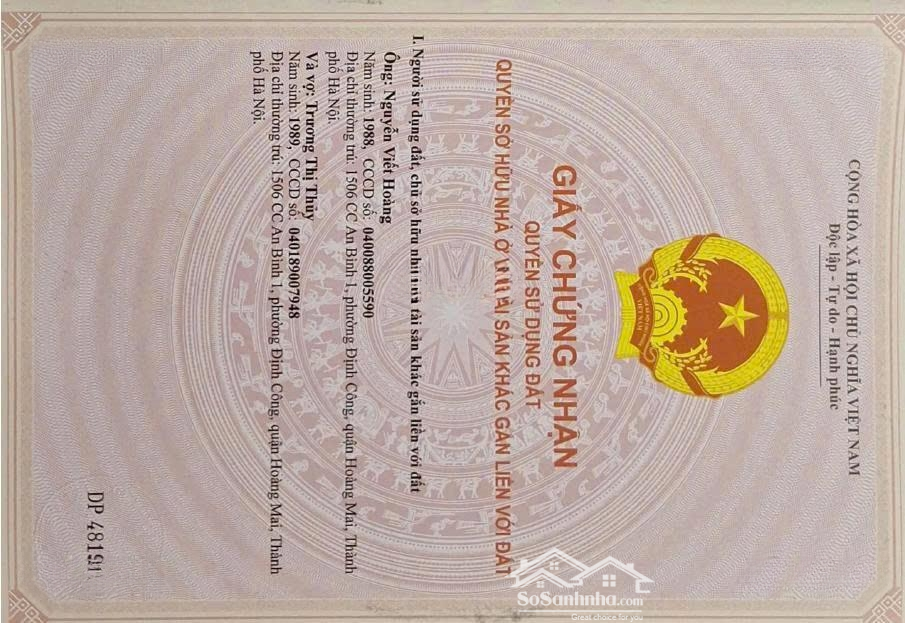 CỘNG HÒA XÃ HỘI CHỦ NGHĨA VIỆT NAM
Độc lập - Tự do - Hạnh phúc
GIẤY CHỨNG NHẬN
QUYỀN SỬ DỤNG ĐẤT
QUYỀN SỞ HỮU NHÀ Ở VÀ TÀI SẢN KHÁC GẮN LIỀN VỚI ĐẤT
I. Người sử dụng đất, chủ sở hữu nhà ở và tài sản khác gắn liền với đất
Ông: Nguyễn Viết Hoàng
Năm sinh: 1988, CCCD số: 040088005590
Địa chỉ thường trú: 1506 CC An Bình 1, phường Định Công, quận Hoàng Mai, Thành
phố Hà Nội.
Và vợ: Trương Thị Thủy
Năm sinh: 1989, CCCD số: 040189007948
Địa chỉ thường trú: 1506 CC An Bình 1, phường Định Công, quận Hoàng Mai, Thành
phố Hà Nội.
DP
SoSanhnha.com
Great choice for you